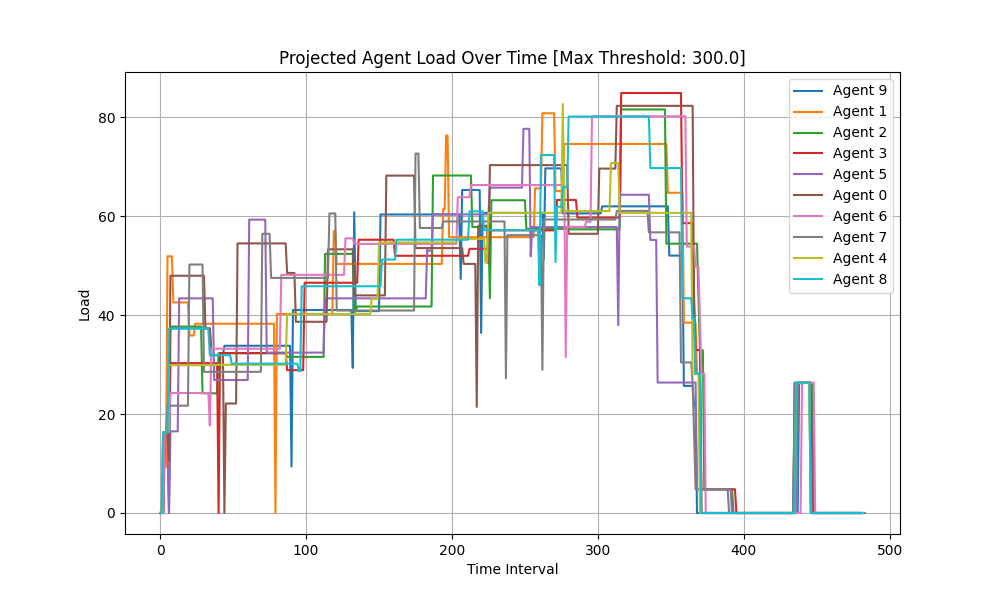 Projected Agent Load Over Time [Max Threshold: 300.0]
Load
80
60
40
20
0
0
100
200
300
400
500
Time Interval
Agent 9
Agent 1
Agent 2
Agent 3
Agent 5
Agent 0
Agent 6
Agent 7
Agent 4
Agent 8